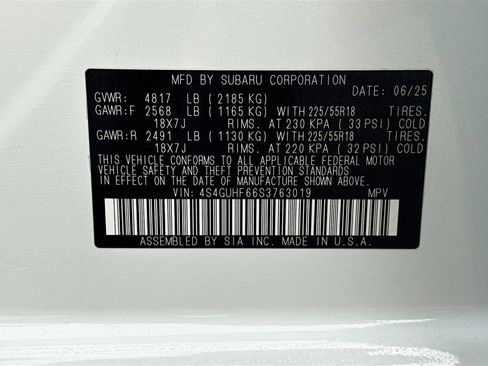 MFD BY SUBARU CORPORATION
DATE: 06/25
GVWR: 4817 LB ( 2185 KG)
GAWR:F 2568 LB ( 1165 KG) WITH 225/55R18 TIRES.
18X7J RIMS. AT 230 KPA ( 33 PSI) COLD
GAWR:R 2491 LB ( 1130 KG) WITH 225/55R18 TIRES.
18X7J RIMS. AT 220 KPA ( 32 PSI) COLD
THIS VEHICLE CONFORMS TO ALL APPLICABLE FEDERAL MOTOR
VEHICLE SAFETY AND THEFT PREVENTION STANDARDS
IN EFFECT ON THE DATE OF MANUFACTURE SHOWN ABOVE.
VIN: 4S4GUHF66S3763019 MPV
ASSEMBLED BY SIA INC. MADE IN U.S.A.